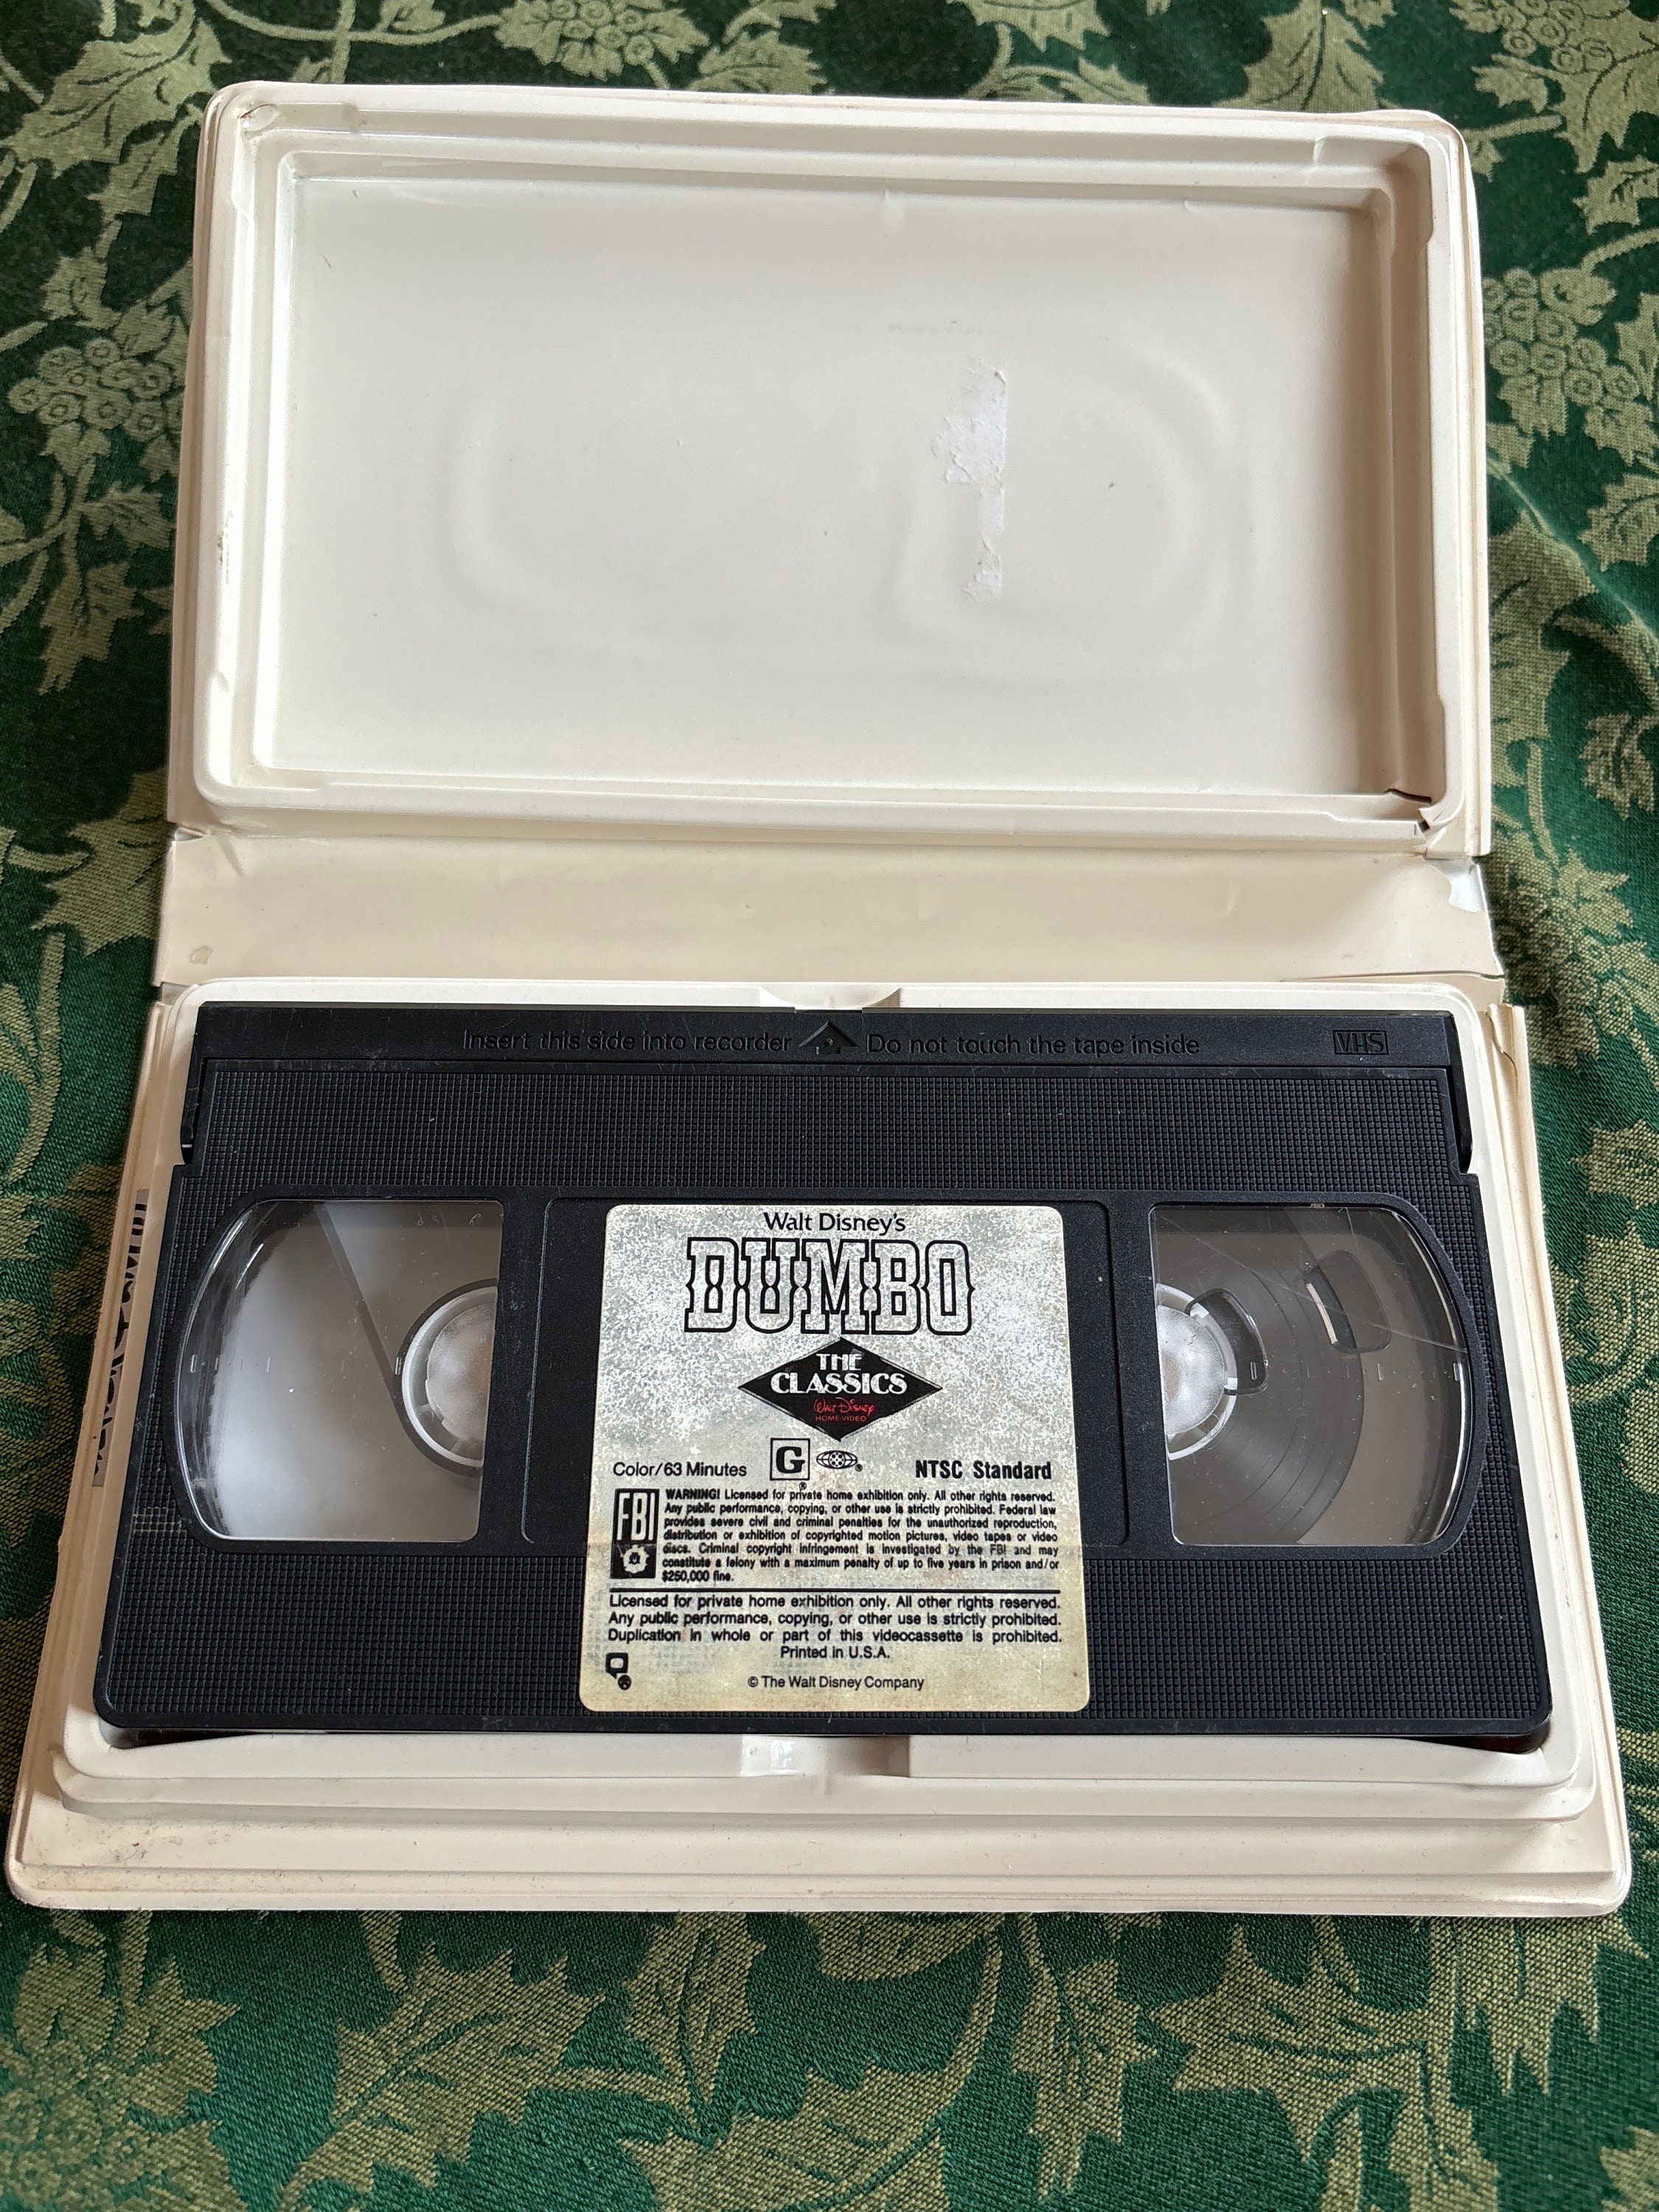 Insert this side into recorder Do not touch the tape inside VHS
Walt Disney's
DUMBO
THE
CLASSICS
Walt Disney
HOME VIDEO
Color/63 Minutes G ® NTSC Standard
FBI
WARNING! Licensed for private home exhibition only. All other rights reserved.
Any public performance, copying, or other use is strictly prohibited. Federal law
provides severe civil and criminal penalties for the unauthorized reproduction,
distribution or exhibition of copyrighted motion pictures, video tapes or video
discs. Criminal copyright infringement is investigated by the FBI and may
constitute a felony with a maximum penalty of up to five years in prison and/or
$250,000 fine.
Licensed for private home exhibition only. All other rights reserved.
Any public performance, copying, or other use is strictly prohibited.
Duplication in whole or part of this videocassette is prohibited.
Printed in U.S.A.
© The Walt Disney Company